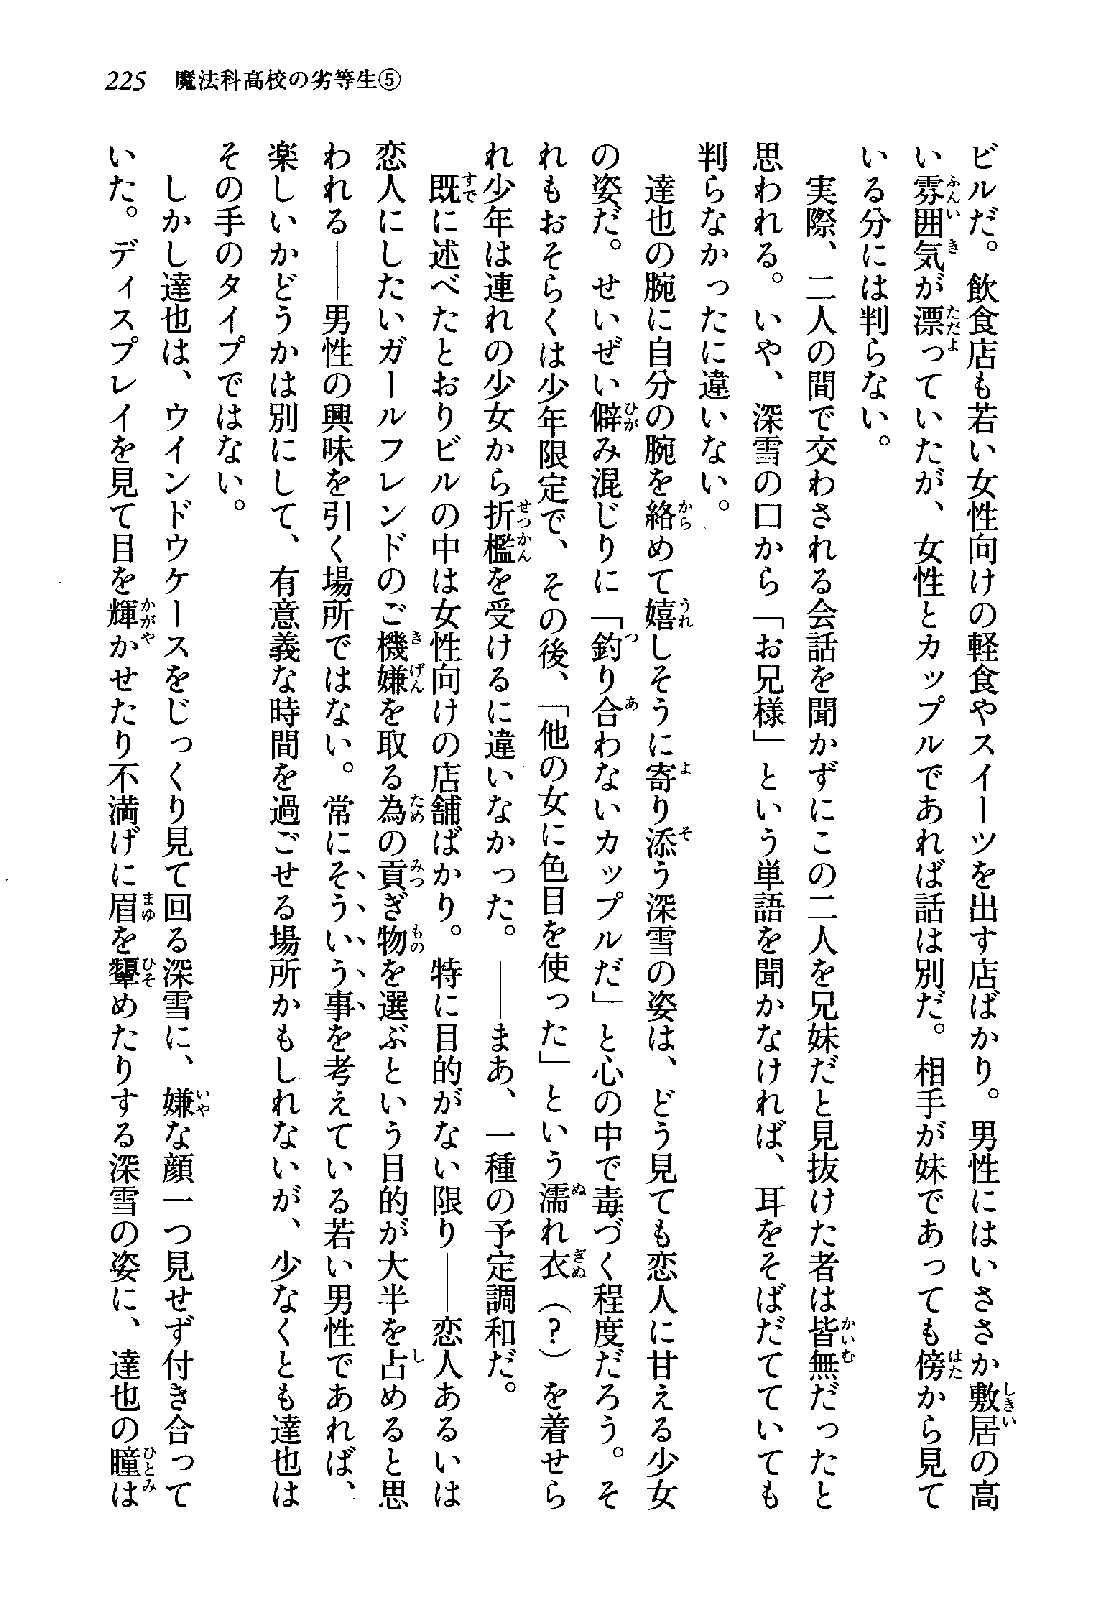 225　魔法科高校の劣等生⑤
ビルだ。飲食店も若い女性向けの軽食やスイーツを出す店ばかり。男性にはいささか敷居の高
い雰囲気が漂っていたが、女性とカップルであれば話は別だ。相手が妹であっても傍から見て
いる分には判らない。
　実際、二人の間で交わされる会話を聞かずにこの二人を兄妹だと見抜けた者は皆無だったと
思われる。いや、深雪の口から「お兄様」という単語を聞かなければ、耳をそばだてていても
判らなかったに違いない。
　達也の腕に自分の腕を絡めて嬉しそうに寄り添う深雪の姿は、どう見ても恋人に甘える少女
の姿だ。せいぜい僻み混じりに「釣り合わないカップルだ」と心の中で毒づく程度だろう。そ
れもおそらくは少年限定で、その後、「他の女に色目を使った」という濡れ衣（？）を着せら
れ少年は連れの少女から折檻を受けるに違いなかった。――まあ、一種の予定調和だ。
　既に述べたとおりビルの中は女性向けの店舗ばかり。特に目的がない限り――恋人あるいは
恋人にしたいガールフレンドのご機嫌を取る為の貢ぎ物を選ぶという目的が大半を占めると思
われる――男性の興味を引く場所ではない。常にそういう事を考えている若い男性であれば、
楽しいかどうかは別にして、有意義な時間を過ごせる場所かもしれないが、少なくとも達也は
その手のタイプではない。
　しかし達也は、ウインドウケースをじっくり見て回る深雪に、嫌な顔一つ見せず付き合って
いた。ディスプレイを見て目を輝かせたり不満げに眉を顰めたりする深雪の姿に、達也の瞳は